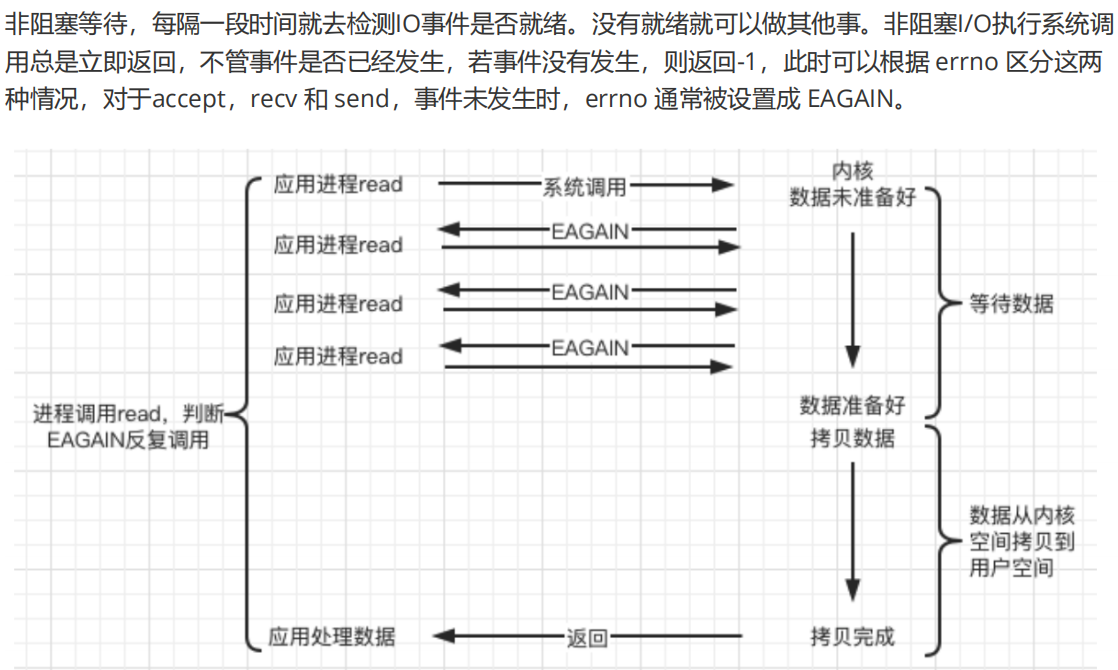 非阻塞等待，每隔一段时间就去检测IO事件是否就绪。没有就绪就可以做其他事。非阻塞I/O执行系统调
用总是立即返回，不管事件是否已经发生，若事件没有发生，则返回-1，此时可以根据 errno 区分这两
种情况，对于accept，recv 和 send，事件未发生时，errno 通常被设置成 EAGAIN。
应用进程read
系统调用
内核
数据未准备好
应用进程read
EAGAIN
应用进程read
EAGAIN
等待数据
应用进程read
EAGAIN
进程调用read，判断
EAGAIN反复调用
数据准备好
拷贝数据
数据从内核
空间拷贝到
用户空间
应用处理数据
返回
拷贝完成